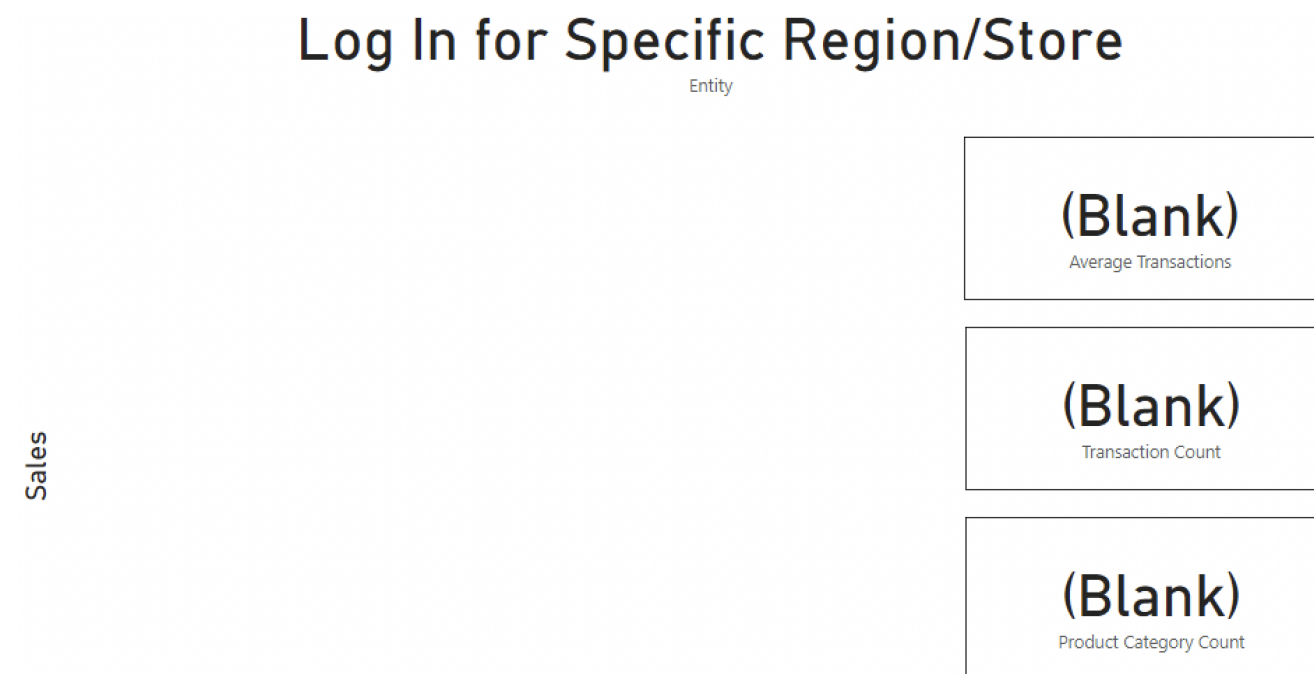 Log In for Specific Region/Store
Entity
(Blank)
Average Transactions
(Blank)
Transaction Count
Sales
(Blank)
Product Category Count